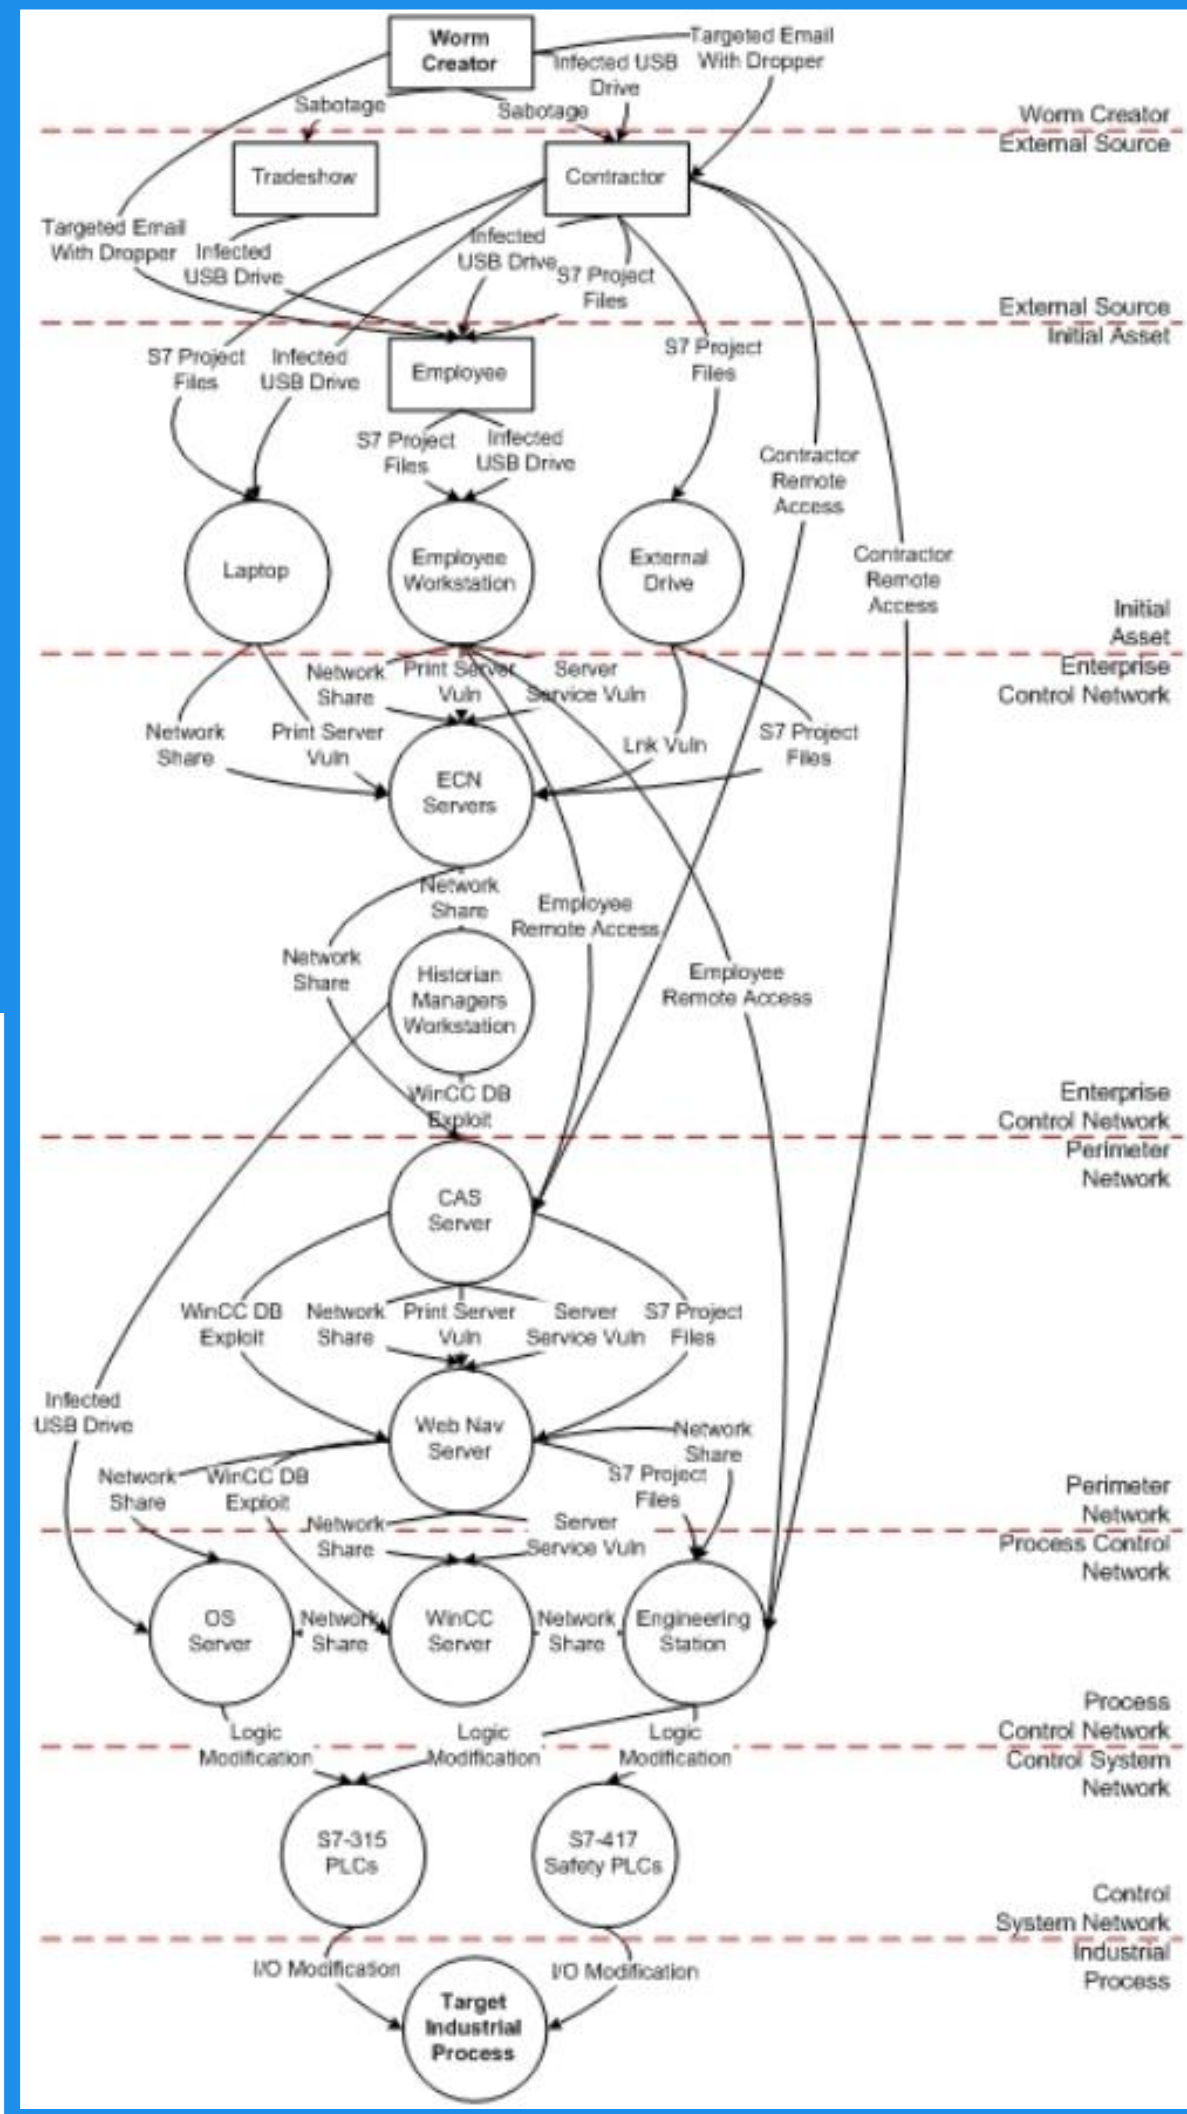 Worm
Creator
Targeted Email
With Dropper
Infected USB
Drive
Sabotage
Sabotage
Worm Creator
External Source
Tradeshow
Contractor
Targeted Email
With Dropper
Infected
USB Drive
Infected
USB Drive
S7 Project
Files
External Source
Initial Asset
S7 Project
Files
Infected
USB Drive
Employee
S7 Project
Files
S7 Project
Files
Infected
USB Drive
Contractor
Remote
Access
Contractor
Remote
Access
Laptop
Employee
Workstation
External
Drive
Initial
Asset
Enterprise
Control Network
Network
Share
Print Server
Vuln
Server
Service Vuln
Network
Share
Print Server
Vuln
Lnk Vuln
S7 Project
Files
ECN
Servers
Network
Share
Employee
Remote Access
Network
Share
Employee
Remote Access
Historian
Managers
Workstation
WinCC DB
Exploit
Enterprise
Control Network
Perimeter
Network
CAS
Server
WinCC DB
Exploit
Network
Share
Print Server
Vuln
Server
Service Vuln
S7 Project
Files
Infected
USB Drive
Web Nav
Server
Network
Share
Network
Share
WinCC DB
Exploit
S7 Project
Files
Perimeter
Network
Process Control
Network
Network
Share
Server
Service Vuln
OS
Server
Network
Share
WinCC
Server
Network
Share
Engineering
Station
Logic
Modification
Logic
Modification
Logic
Modification
Process
Control Network
Control System
Network
S7-315
PLCs
S7-417
Safety PLCs
Control
System Network
Industrial
Process
I/O Modification
I/O Modification
Target
Industrial
Process